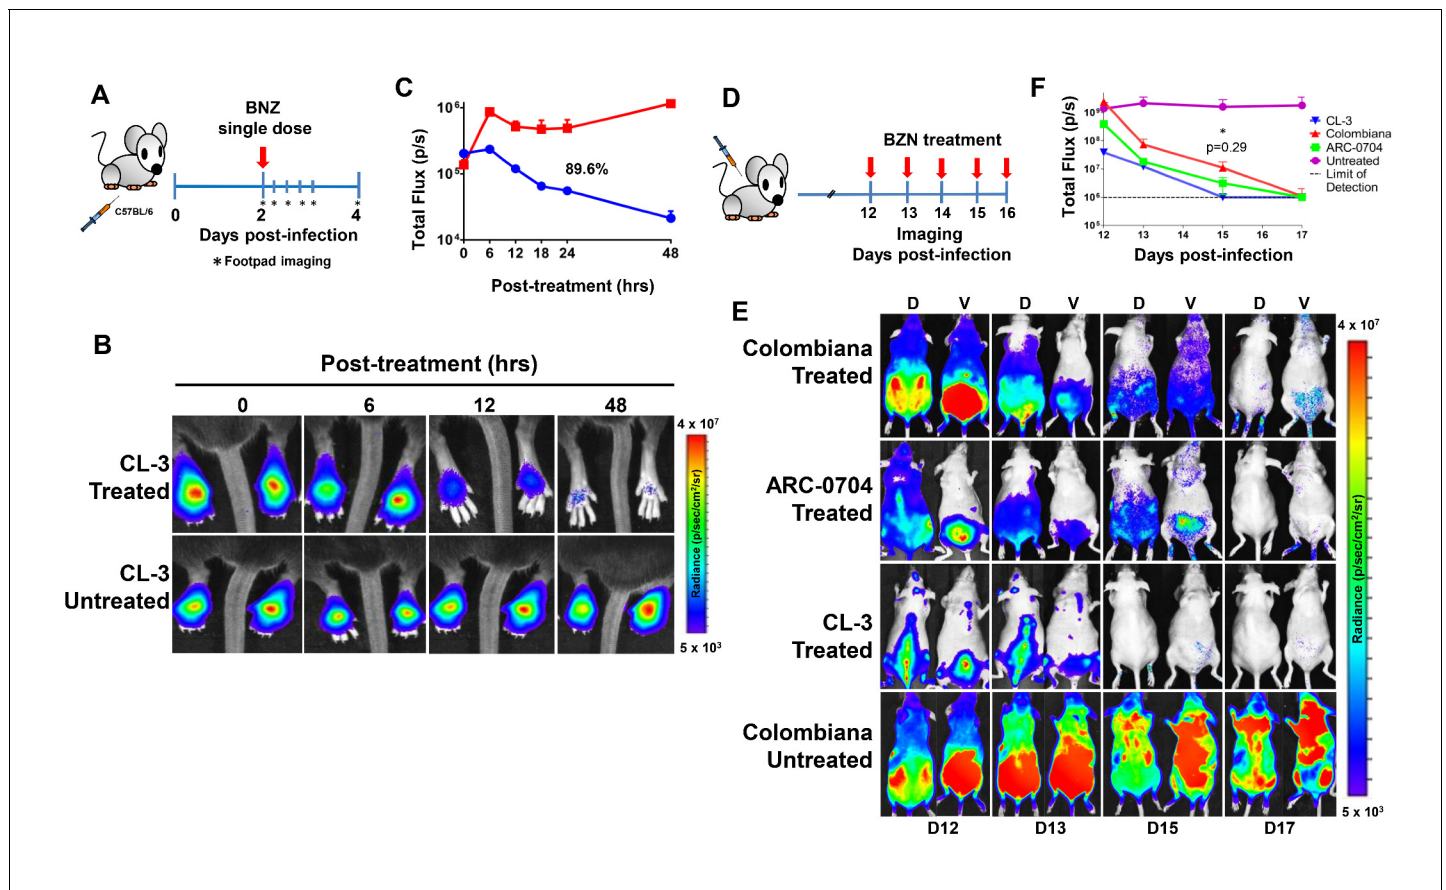 A
BNZ
single dose
C57BL/6
0
2
4
* * * * * *
Days post-infection
* Footpad imaging
C
Total Flux (p/s)
10⁶
10⁵
10⁴
89.6%
0 6 12 18 24 48
Post-treatment (hrs)
D
BZN treatment
12 13 14 15 16
Imaging
Days post-infection
F
Total Flux (p/s)
10⁹
10⁸
10⁷
10⁶
10⁵
*
p=0.29
12 13 14 15 16 17
Days post-infection
CL-3
Colombiana
ARC-0704
Untreated
Limit of
Detection
B
Post-treatment (hrs)
0 6 12 48
CL-3
Treated
CL-3
Untreated
4 x 10⁷
Radiance (p/sec/cm²/sr)
5 x 10³
E
D V D V D V D V
Colombiana
Treated
ARC-0704
Treated
CL-3
Treated
Colombiana
Untreated
D12 D13 D15 D17
4 x 10⁷
Radiance (p/sec/cm²/sr)
5 x 10³